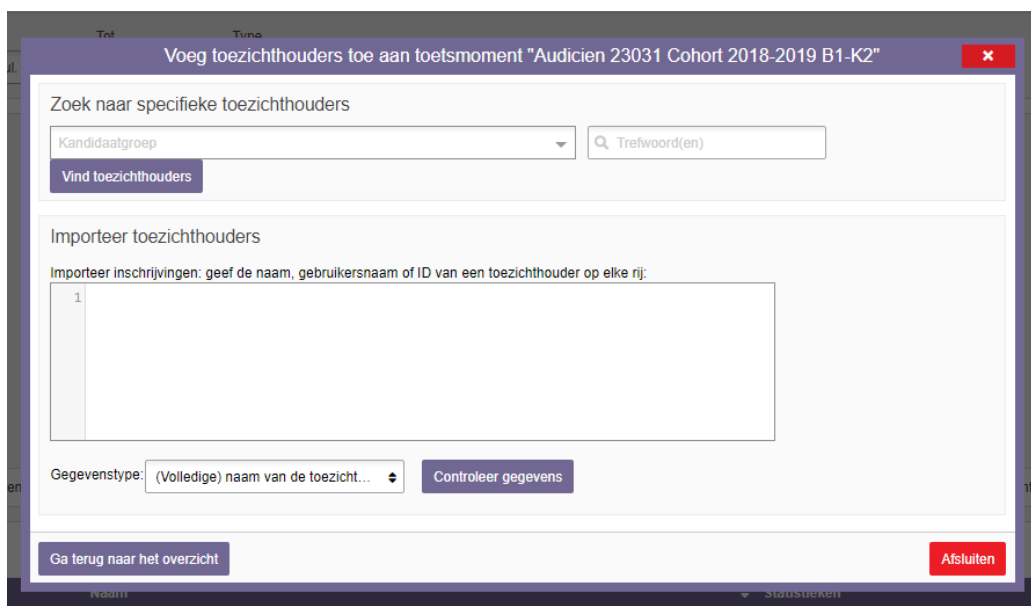 Tot Type
Voeg toezichthouders toe aan toetsmoment "Audicien 23031 Cohort 2018-2019 B1-K2"
Zoek naar specifieke toezichthouders
Kandidaatgroep Trefwoord(en)
Vind toezichthouders
Importeer toezichthouders
Importeer inschrijvingen: geef de naam, gebruikersnaam of ID van een toezichthouder op elke rij:
1
Gegevenstype: (Volledige) naam van de toezicht... Controleer gegevens
Ga terug naar het overzicht Afsluiten
Naam Statistieken